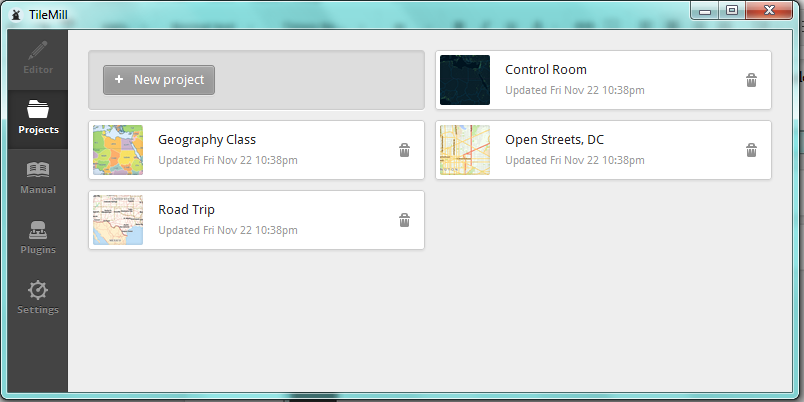 TileMill
Editor
Projects
Manual
Plugins
Settings
+ New project
Control Room
Updated Fri Nov 22 10:38pm
Geography Class
Updated Fri Nov 22 10:38pm
Open Streets, DC
Updated Fri Nov 22 10:38pm
Road Trip
Updated Fri Nov 22 10:38pm